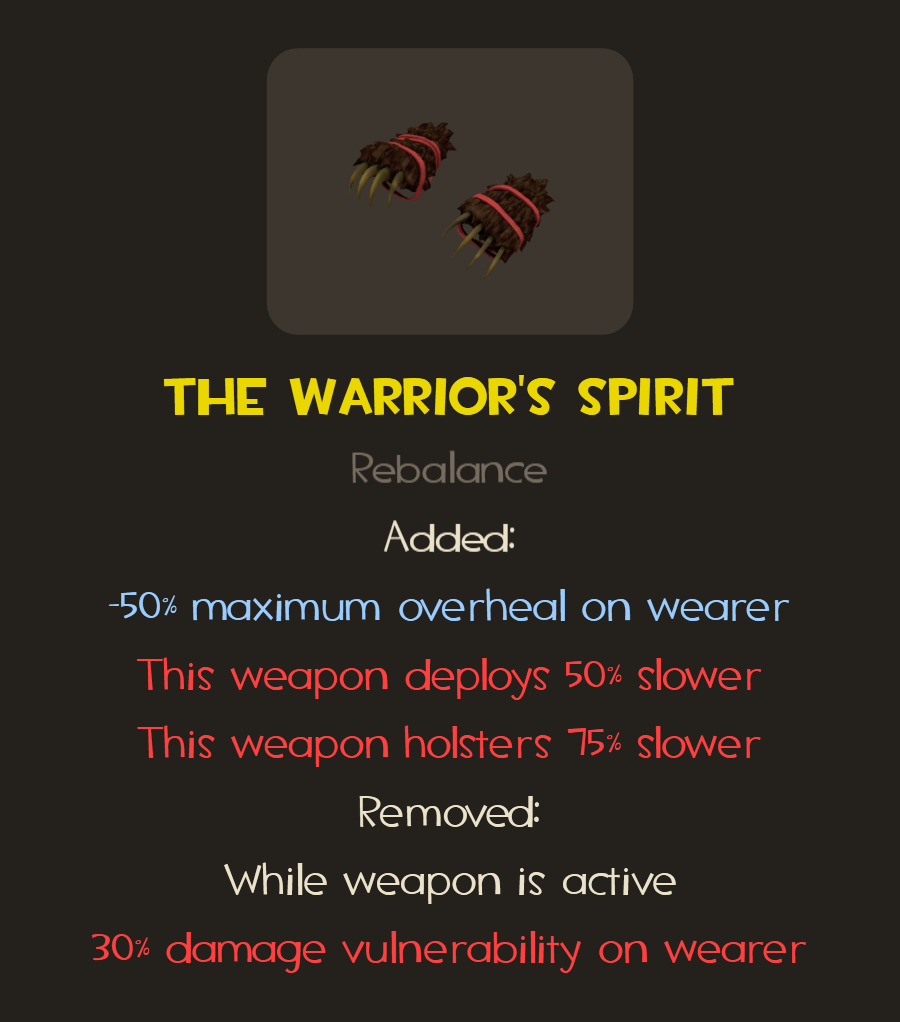 THE WARRIOR'S SPIRIT
Rebalance
Added:
-50% maximum overheal on wearer
This weapon deploys 50% slower
This weapon holsters 75% slower
Removed:
While weapon is active
30% damage vulnerability on wearer